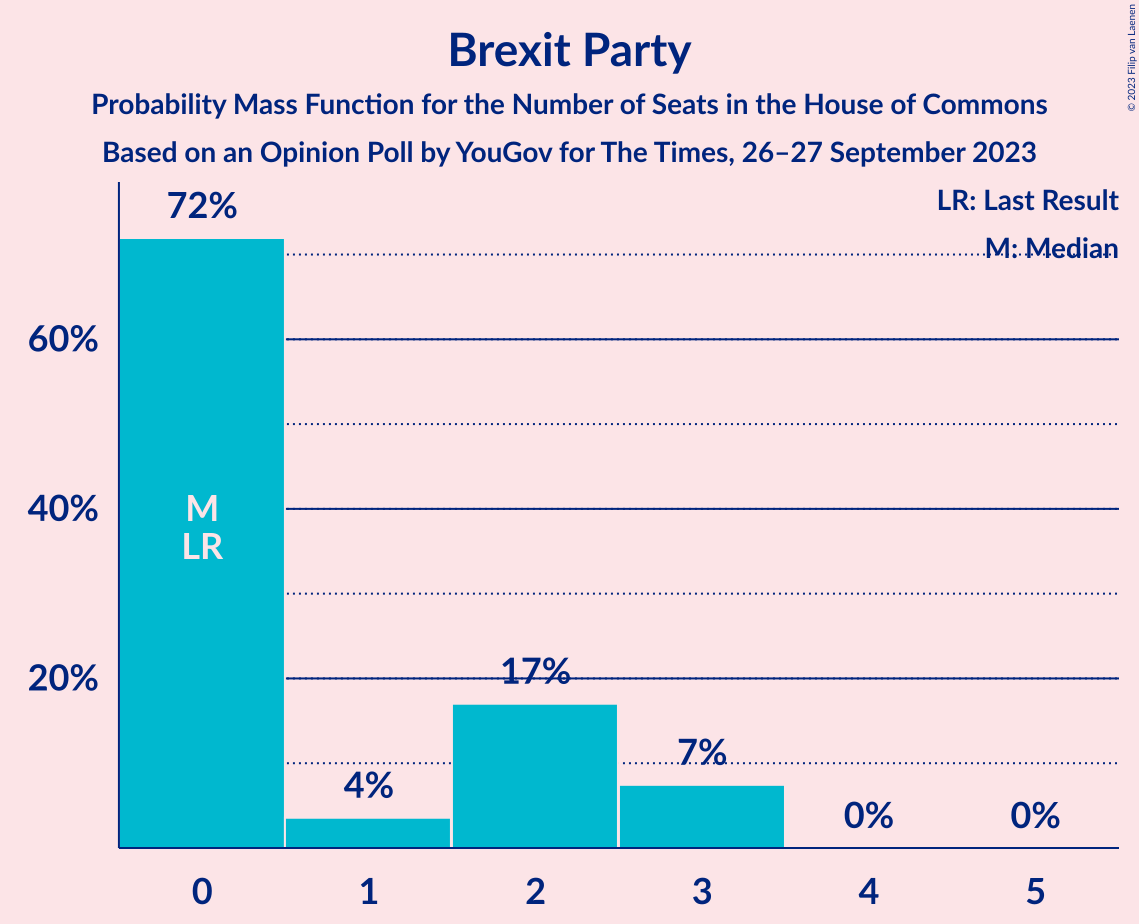 Brexit Party
Probability Mass Function for the Number of Seats in the House of Commons
Based on an Opinion Poll by YouGov for The Times, 26–27 September 2023
© 2023 Filip van Laenen
LR: Last Result
M: Median
72%
60%
40%
20%
M
LR
4%
17%
7%
0%
0%
0
1
2
3
4
5